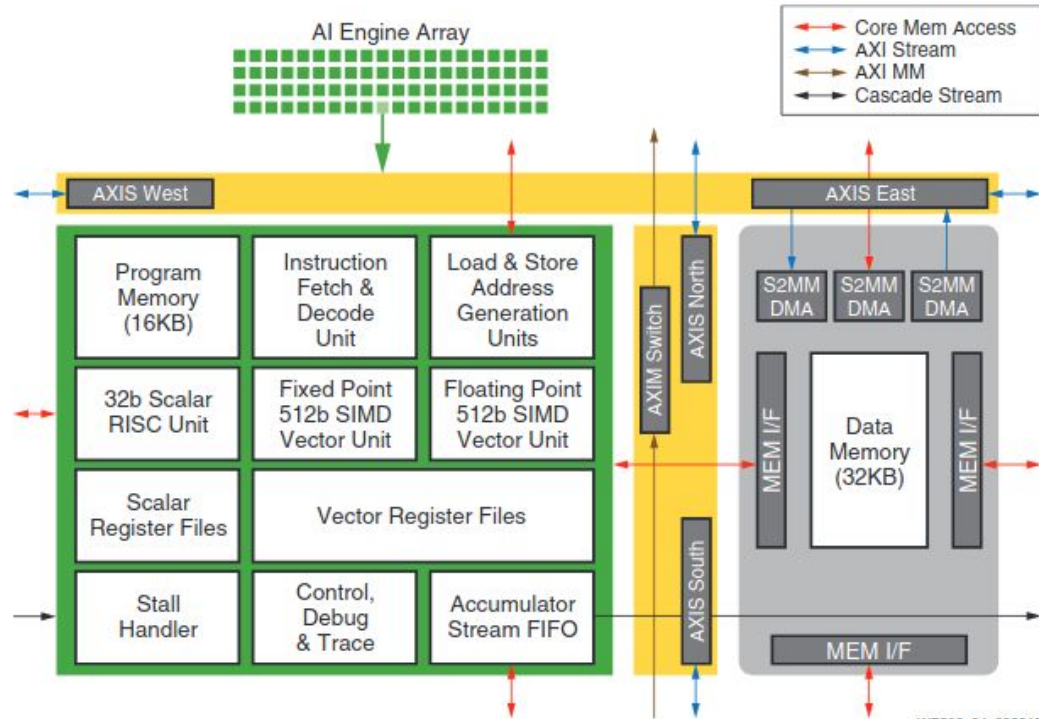 AI Engine Array
Core Mem Access
AXI Stream
AXI MM
Cascade Stream
AXIS West
AXIS East
Program
Memory
(16KB)
Instruction
Fetch &
Decode
Unit
Load & Store
Address
Generation
Units
32b Scalar
RISC Unit
Fixed Point
512b SIMD
Vector Unit
Floating Point
512b SIMD
Vector Unit
Scalar
Register Files
Vector Register Files
Stall
Handler
Control,
Debug
& Trace
Accumulator
Stream FIFO
AXIM Switch
AXIS North
AXIS South
S2MM
DMA
S2MM
DMA
S2MM
DMA
MEM I/F
Data
Memory
(32KB)
MEM I/F
MEM I/F